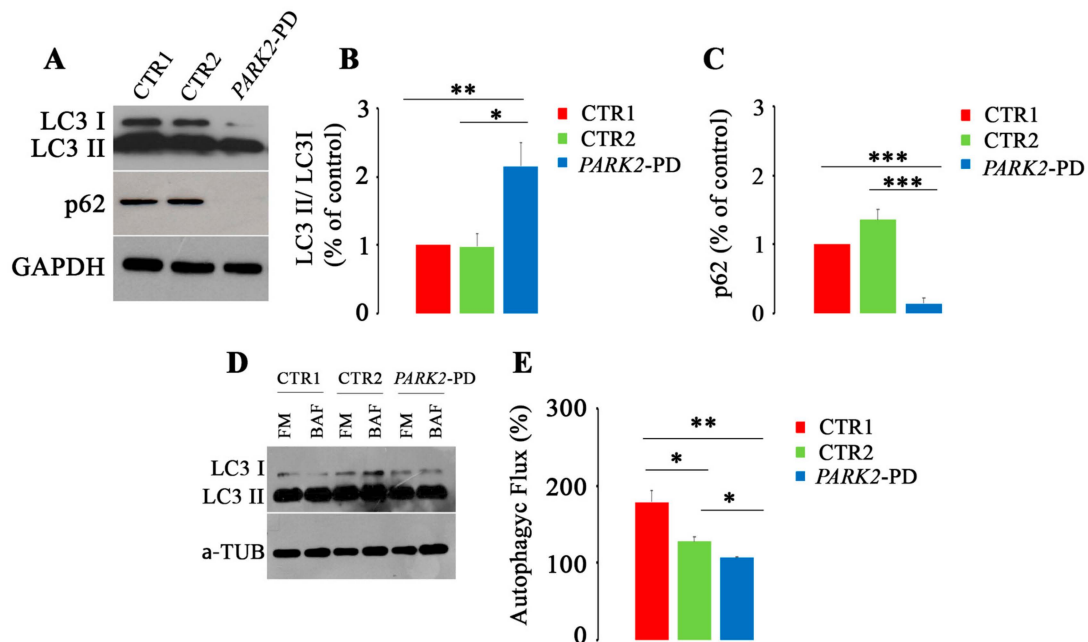 A
CTR1
CTR2
PARK2-PD
LC3 I
LC3 II
p62
GAPDH
B
LC3 II/ LC3I
(% of control)
3
2
1
0
**
*
CTR1
CTR2
PARK2-PD
C
p62 (% of control)
3
2
1
0
***
***
CTR1
CTR2
PARK2-PD
D
CTR1
CTR2
PARK2-PD
FM
BAF
FM
BAF
FM
BAF
LC3 I
LC3 II
a-TUB
E
Autophagyc Flux (%)
300
200
100
0
**
*
*
CTR1
CTR2
PARK2-PD